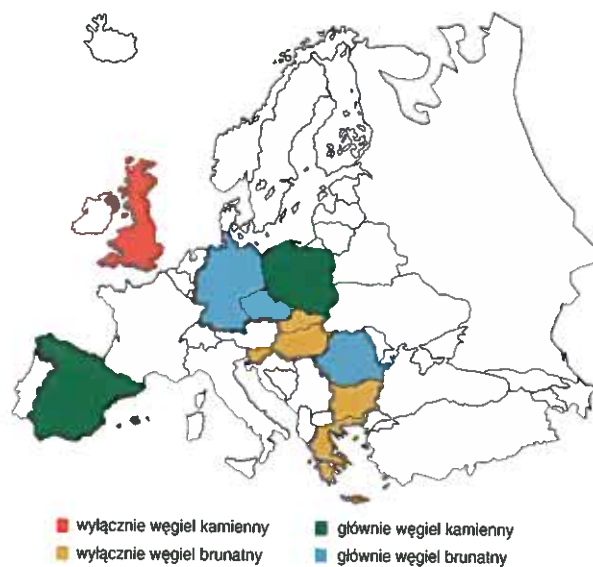 wyłącznie węgiel kamienny
głównie węgiel kamienny
wyłącznie węgiel brunatny
głównie węgiel brunatny